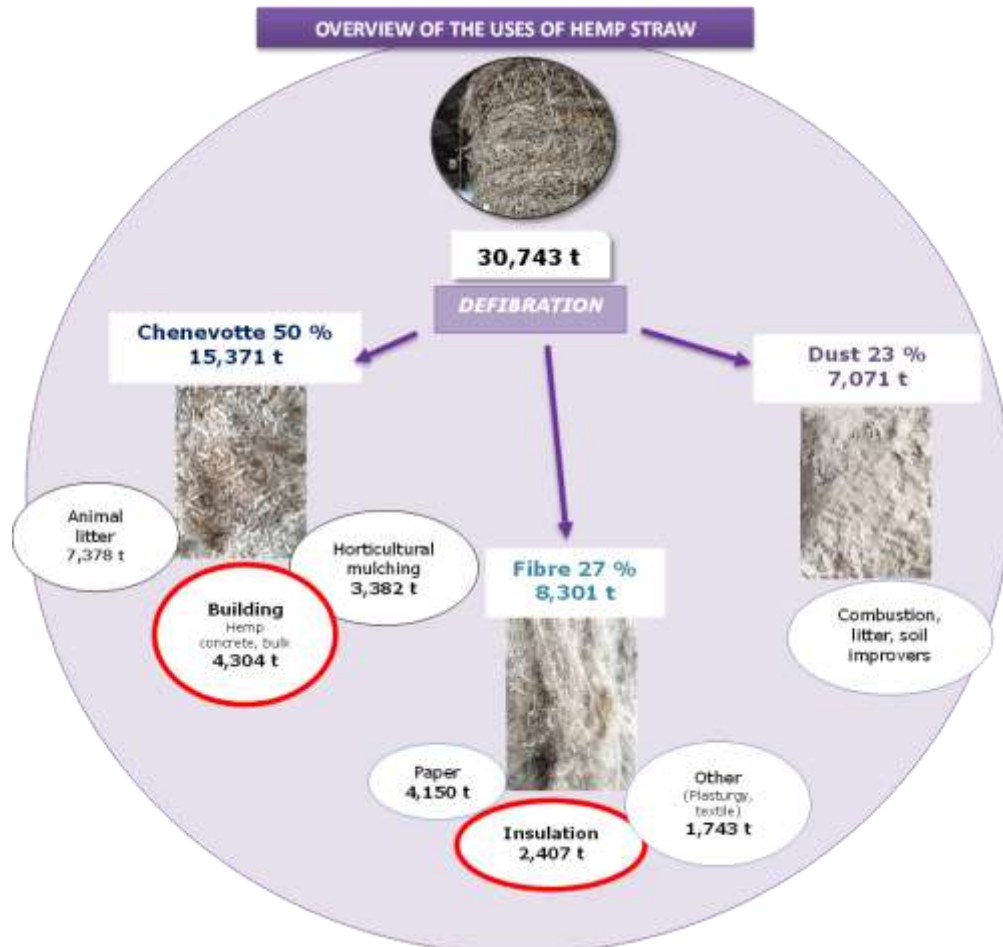 OVERVIEW OF THE USES OF HEMP STRAW
30,743 t
DEFIBRATION
Chenevotte 50 %
15,371 t
Dust 23 %
7,071 t
Animal
litter
7,378 t
Horticultural
mulching
3,382 t
Building
Hemp
concrete, bulk
4,304 t
Fibre 27 %
8,301 t
Combustion,
litter, soil
improvers
Paper
4,150 t
Insulation
2,407 t
Other
(Plasturgy,
textile)
1,743 t